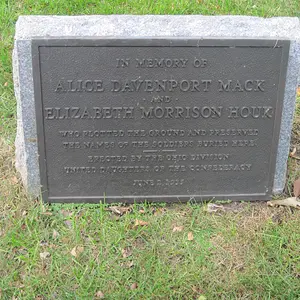 IN MEMORY OF
ALICE DAVENPORT MACK
AND
ELIZABETH MORRISON HOUK
WHO PLOTTED THE GROUND AND PRESERVED
THE NAMES OF THE SOLDIERS BURIED HERE.
ERECTED BY THE OHIO DIVISION
UNITED DAUGHTERS OF THE CONFEDERACY
JUNE